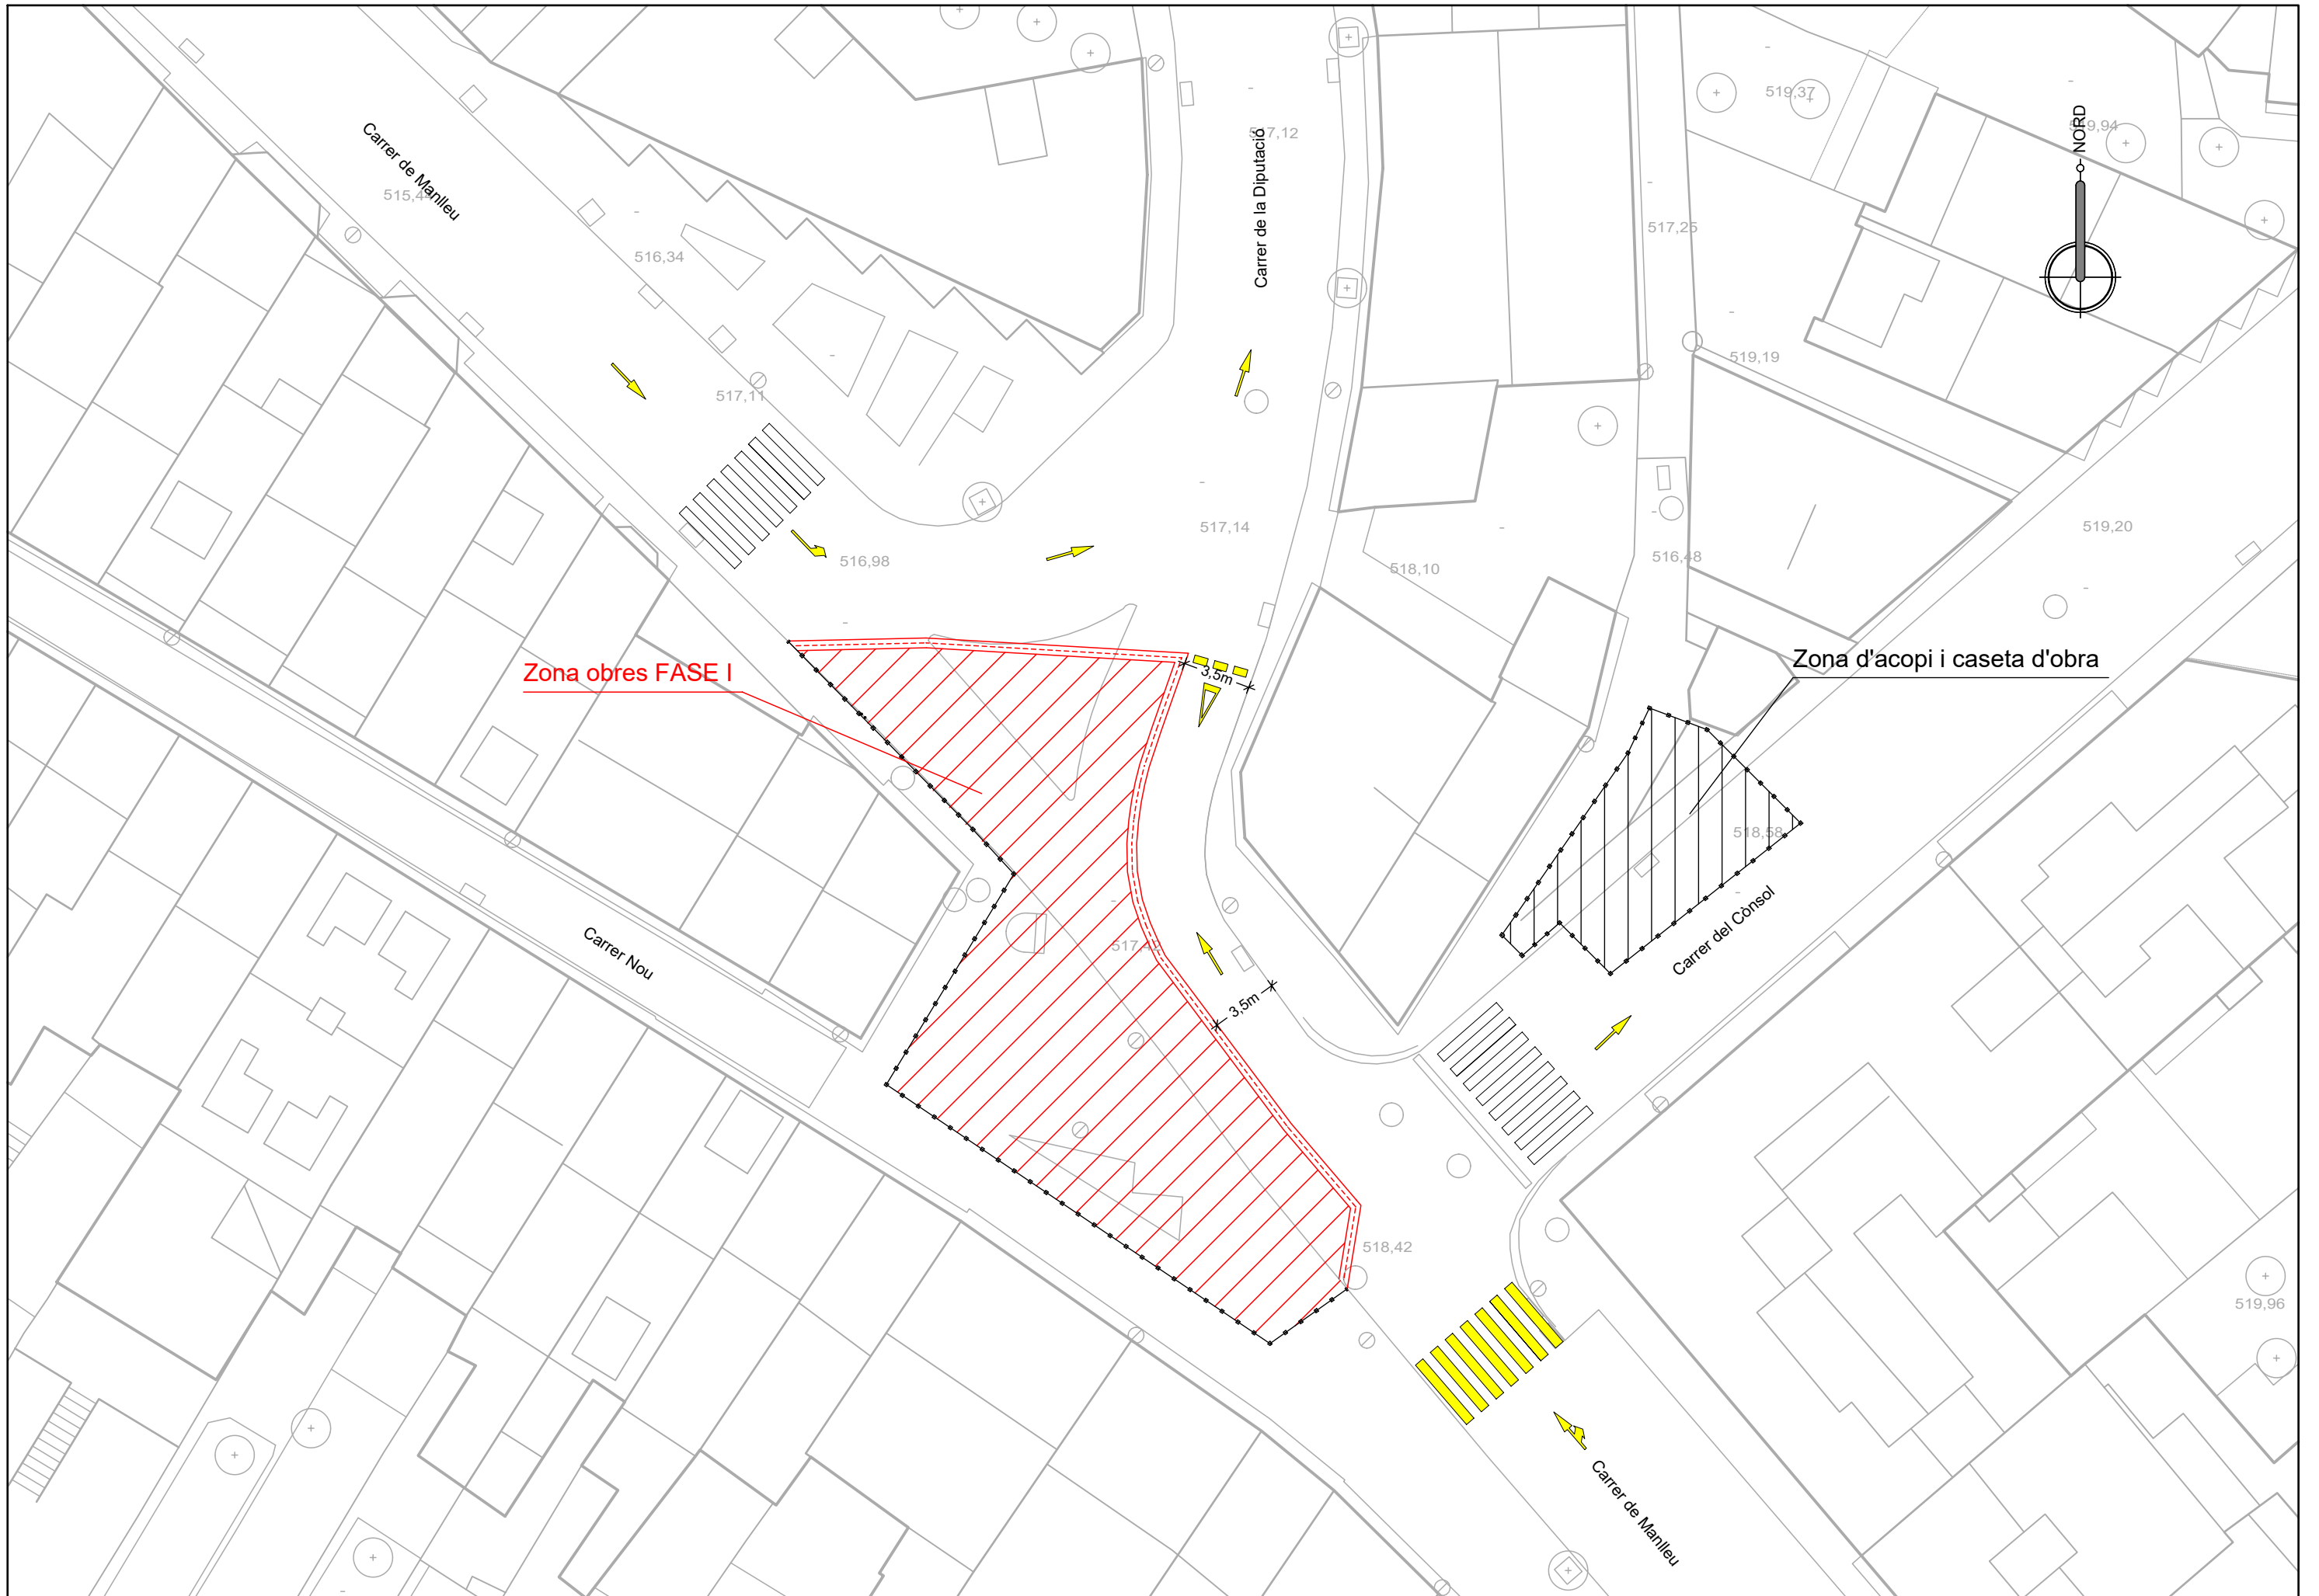 519,37
519,94
NORD
517,12
Carrer de la Diputació
Carrer de Manlleu
516,34
517,25
519,19
517,11
517,14
519,20
516,98
518,10
516,48
Zona d'acopi i caseta d'obra
Zona obres FASE I
3,5m
518,58
Carrer del Cònsol
Carrer Nou
3,5m
518,42
519,96
Carrer de Manlleu